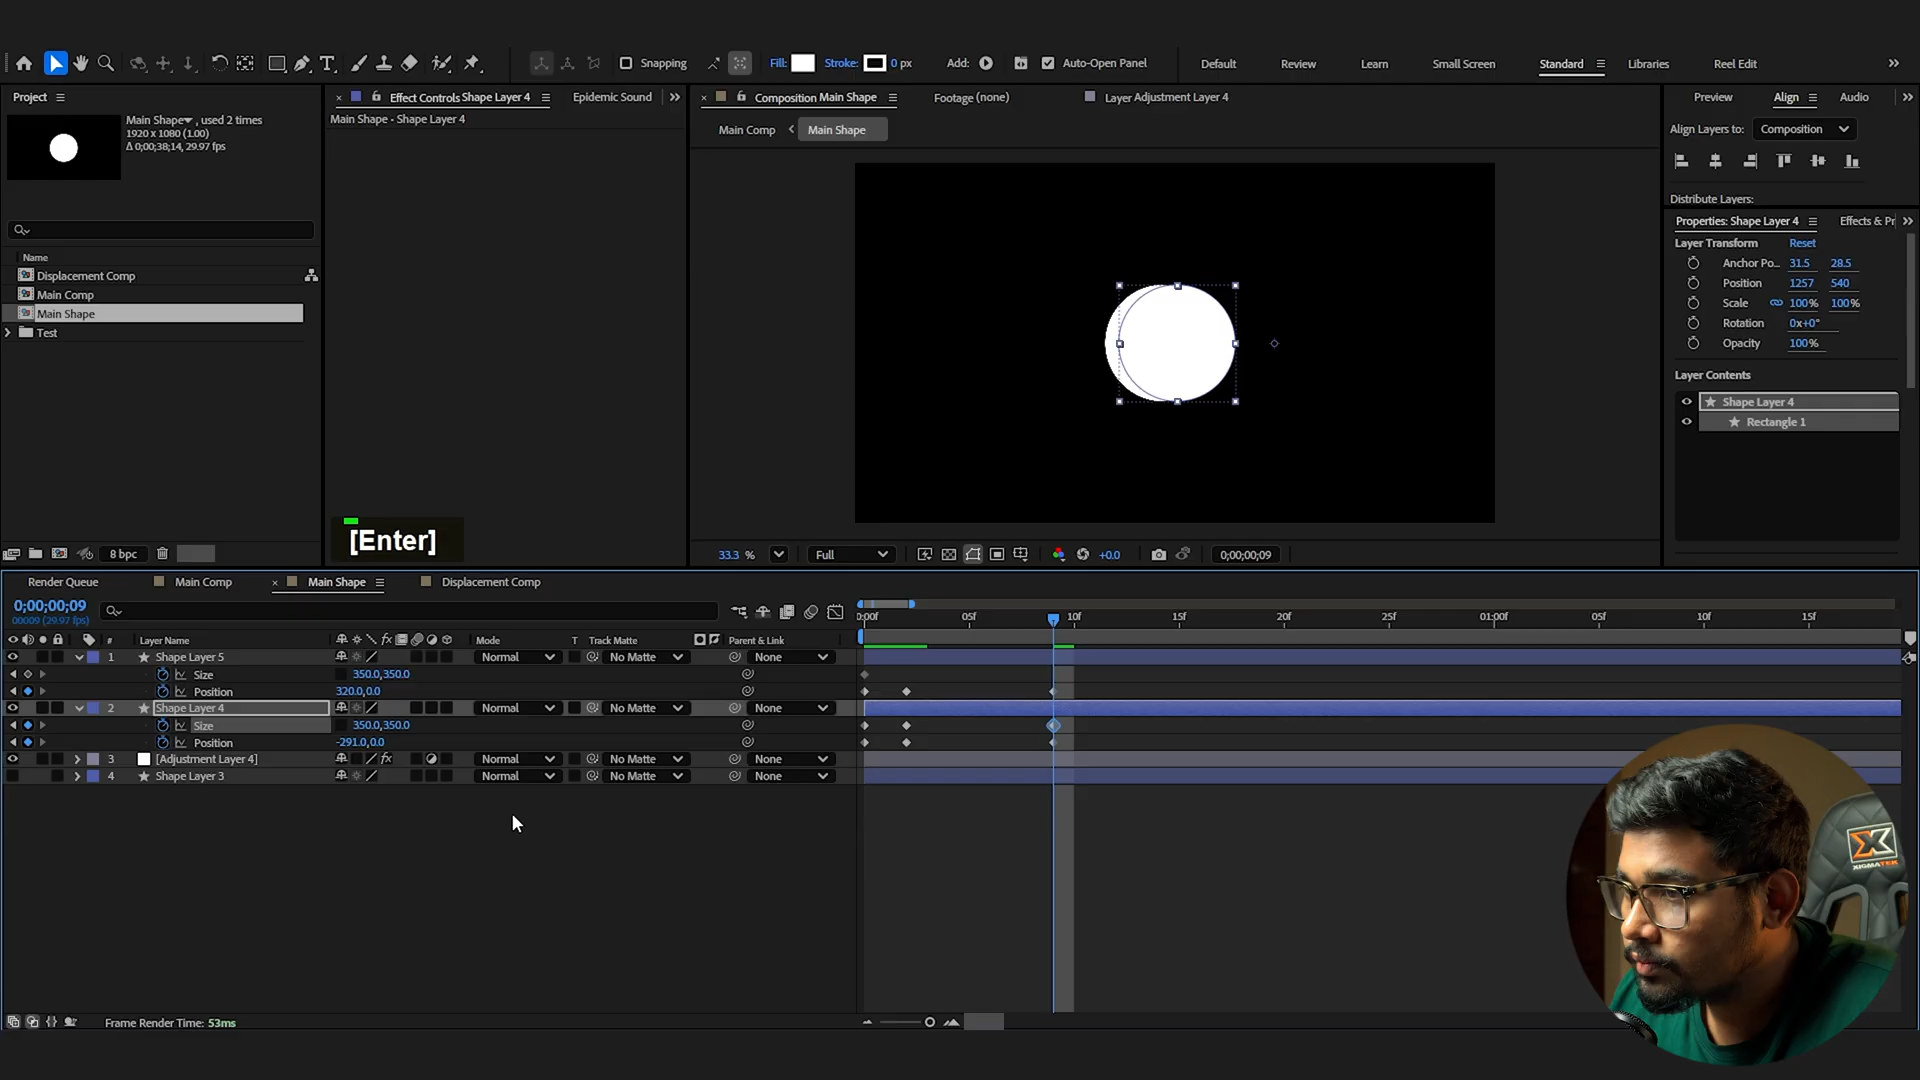 Snapping
Fill:
Stroke:
0 px
Add:
Auto-Open Panel
Default
Review
Learn
Small Screen
Standard
Libraries
Reel Edit
Project
Effect Controls Shape Layer 4
Epidemic Sound
Composition Main Shape
Footage (none)
Layer Adjustment Layer 4
Preview
Align
Audio
Main Shape , used 2 times
1920 x 1080 (1.00)
Δ 0;00;38;14, 29.97 fps
Main Shape - Shape Layer 4
Main Comp
Main Shape
Align Layers to:
Composition
Distribute Layers:
Properties: Shape Layer 4
Effects & Pr
Layer Transform
Reset
Anchor Po...
31.5
28.5
Position
1257
540
Scale
100%
100%
Rotation
0x+0°
Opacity
100%
Layer Contents
Shape Layer 4
Rectangle 1
Name
Displacement Comp
Main Comp
Main Shape
Test
[Enter]
8 bpc
33.3 %
Full
+0.0
0;00;00;09
Render Queue
Main Comp
Main Shape
Displacement Comp
0;00;00;09
00009 (29.97 fps)
0:00f
05f
10f
15f
20f
25f
01:00f
05f
10f
15f
#
Layer Name
Mode
T
Track Matte
Parent & Link
1
Shape Layer 5
Normal
No Matte
None
Size
350.0,350.0
Position
320.0,0.0
2
Shape Layer 4
Normal
No Matte
None
Size
350.0,350.0
Position
-291.0,0.0
3
[Adjustment Layer 4]
fx
Normal
No Matte
None
4
Shape Layer 3
Normal
No Matte
None
XIGMATEK
Frame Render Time: 53ms